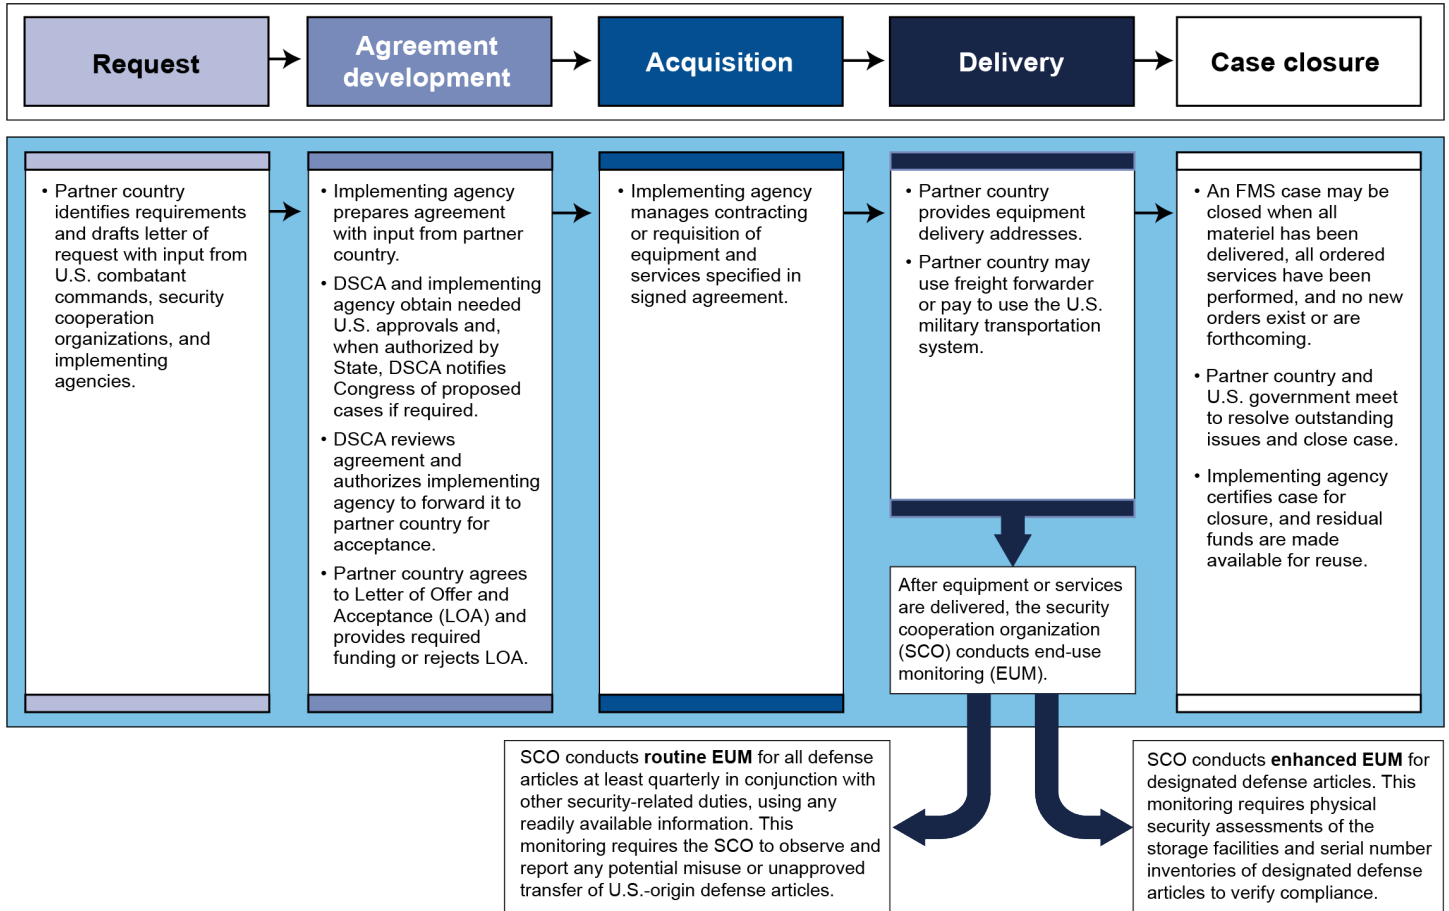 Request
Agreement
development
Acquisition
Delivery
Case closure
• Partner country
identifies requirements
and drafts letter of
request with input from
U.S. combatant
commands, security
cooperation
organizations, and
implementing
agencies.
• Implementing agency
prepares agreement
with input from partner
country.
• DSCA and implementing
agency obtain needed
U.S. approvals and,
when authorized by
State, DSCA notifies
Congress of proposed
cases if required.
• DSCA reviews
agreement and
authorizes implementing
agency to forward it to
partner country for
acceptance.
• Partner country agrees
to Letter of Offer and
Acceptance (LOA) and
provides required
funding or rejects LOA.
• Implementing agency
manages contracting
or requisition of
equipment and
services specified in
signed agreement.
• Partner country
provides equipment
delivery addresses.
• Partner country may
use freight forwarder
or pay to use the U.S.
military transportation
system.
After equipment or services
are delivered, the security
cooperation organization
(SCO) conducts end-use
monitoring (EUM).
• An FMS case may be
closed when all
materiel has been
delivered, all ordered
services have been
performed, and no new
orders exist or are
forthcoming.
• Partner country and
U.S. government meet
to resolve outstanding
issues and close case.
• Implementing agency
certifies case for
closure, and residual
funds are made
available for reuse.
SCO conducts routine EUM for all defense
articles at least quarterly in conjunction with
other security-related duties, using any
readily available information. This
monitoring requires the SCO to observe and
report any potential misuse or unapproved
transfer of U.S.-origin defense articles.
SCO conducts enhanced EUM for
designated defense articles. This
monitoring requires physical
security assessments of the
storage facilities and serial number
inventories of designated defense
articles to verify compliance.